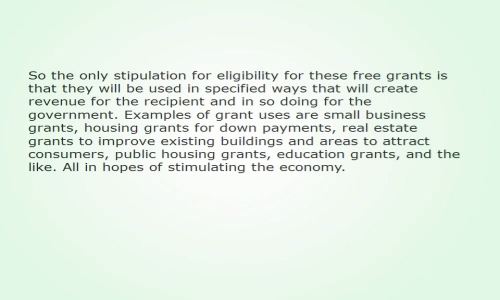 So the only stipulation for eligibility for these free grants is
that they will be used in specified ways that will create
revenue for the recipient and in so doing for the
government. Examples of grant uses are small business
grants, housing grants for down payments, real estate
grants to improve existing buildings and areas to attract
consumers, public housing grants, education grants, and the
like. All in hopes of stimulating the economy.